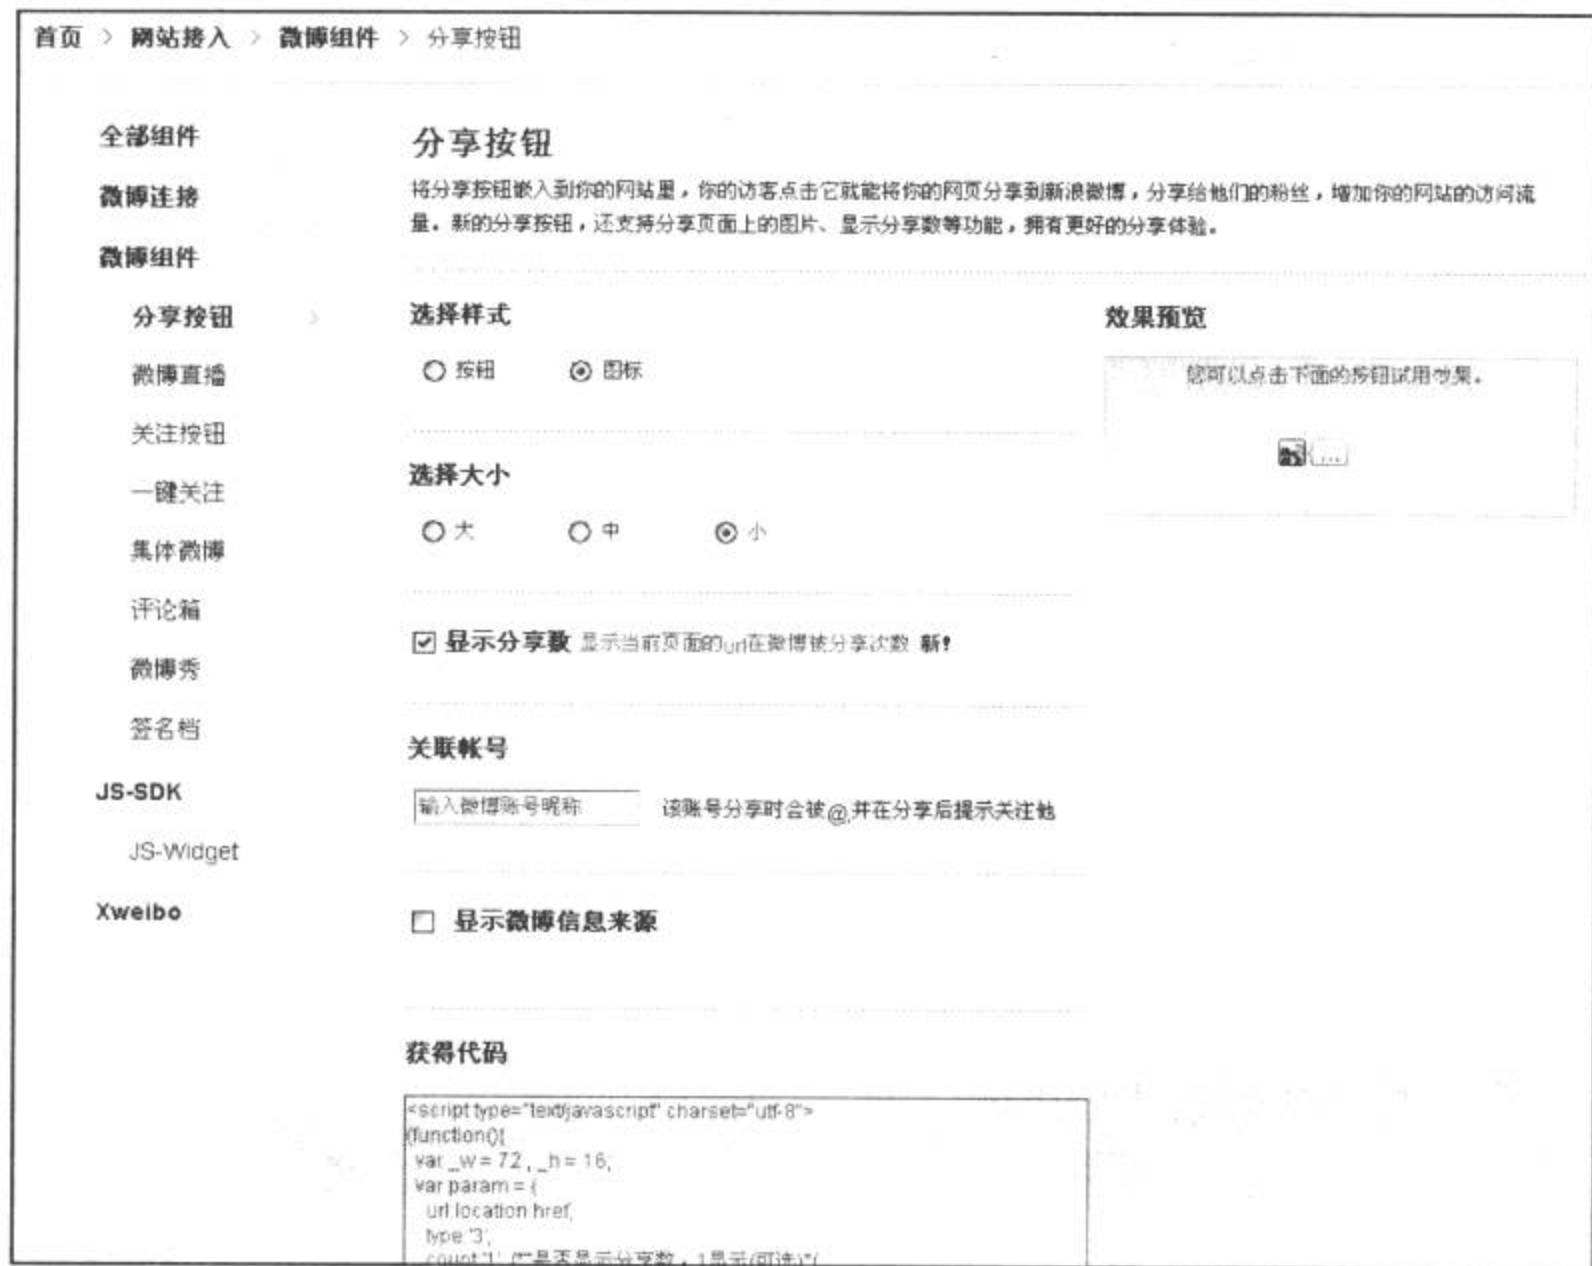 首页 > 网站接入 > 微博组件 > 分享按钮
全部组件
微博连接
微博组件
分享按钮 >
微博直播
关注按钮
一键关注
集体微博
评论箱
微博秀
签名档
JS-SDK
JS-Widget
Xweibo
分享按钮
将分享按钮嵌入到你的网站里，你的访客点击它就能将你的网页分享到新浪微博，分享给他们的粉丝，增加你的网站的访问流
量。新的分享按钮，还支持分享页面上的图片、显示分享数等功能，拥有更好的分享体验。
选择样式
按钮 图标
选择大小
大 中 小
显示分享数 显示当前页面的url在微博被分享次数 新!
关联帐号
输入微博账号昵称 该账号分享时会被@,并在分享后提示关注他
显示微博信息来源
获得代码
<script type="text/javascript" charset="utf-8">
(function(){
var _w = 72 , _h = 16;
var param = {
url:location.href,
type:'3',
count:'1', /**是否显示分享数，1显示(可选)*/
效果预览
您可以点击下面的按钮试用效果。
...